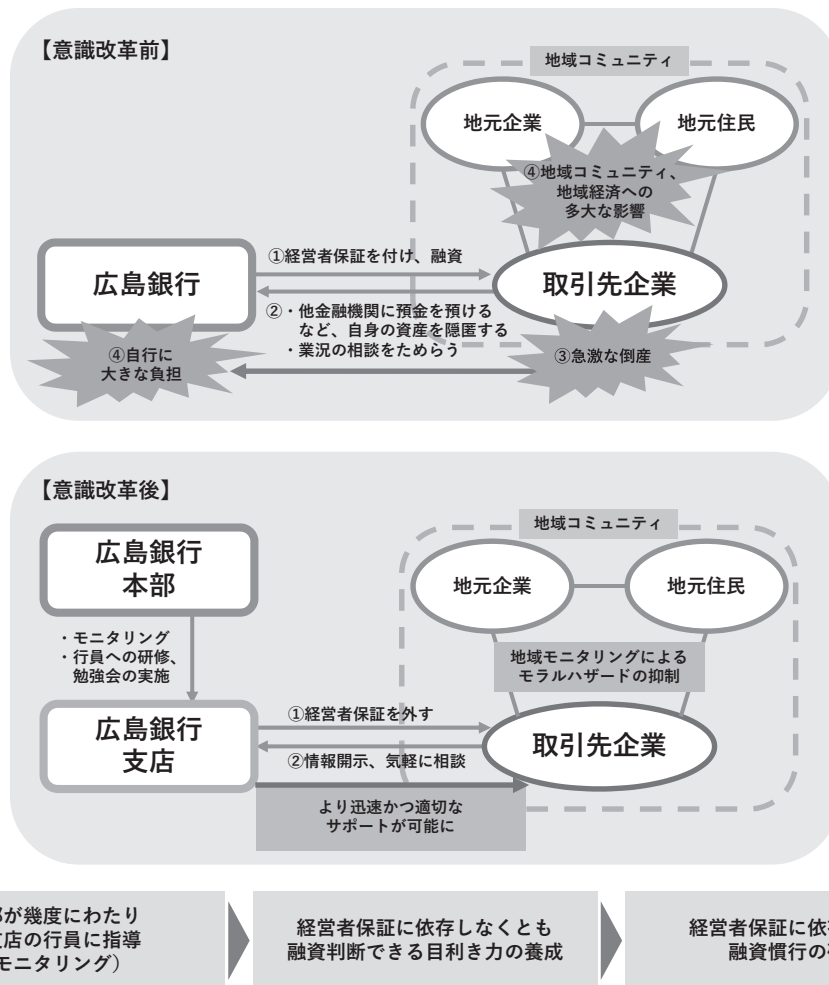 【意識改革前】
地域コミュニティ
地元企業
地元住民
④地域コミュニティ、
地域経済への
多大な影響
広島銀行
①経営者保証を付け、融資
取引先企業
②・他金融機関に預金を預ける
など、自身の資産を隠匿する
・業況の相談をためらう
④自行に
大きな負担
③急激な倒産
【意識改革後】
地域コミュニティ
広島銀行
本部
地元企業
地元住民
・モニタリング
・行員への研修、
勉強会の実施
地域モニタリングによる
モラルハザードの抑制
広島銀行
支店
①経営者保証を外す
②情報開示、気軽に相談
取引先企業
より迅速かつ適切な
サポートが可能に
が幾度にわたり
店の行員に指導
モニタリング）
経営者保証に依存しなくとも
融資判断できる目利き力の養成
経営者保証に依
融資慣行の